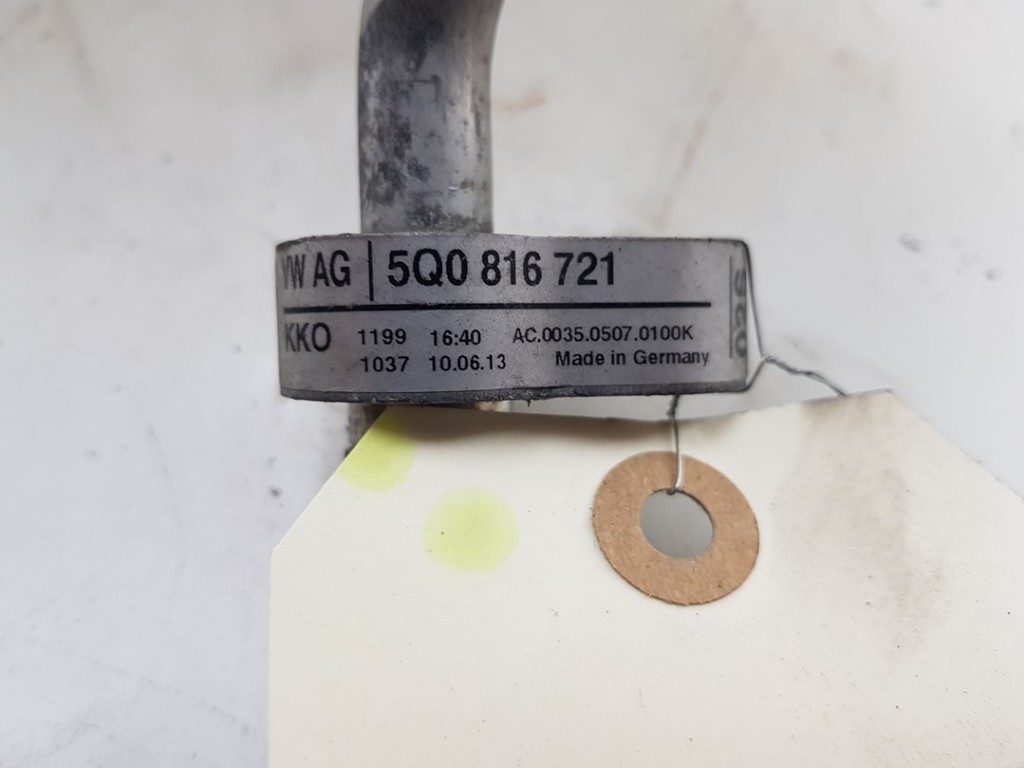 VW AG | 5Q0 816 721
KKO 1199 16:40 AC.0035.0507.0100K
1037 10.06.13 Made in Germany